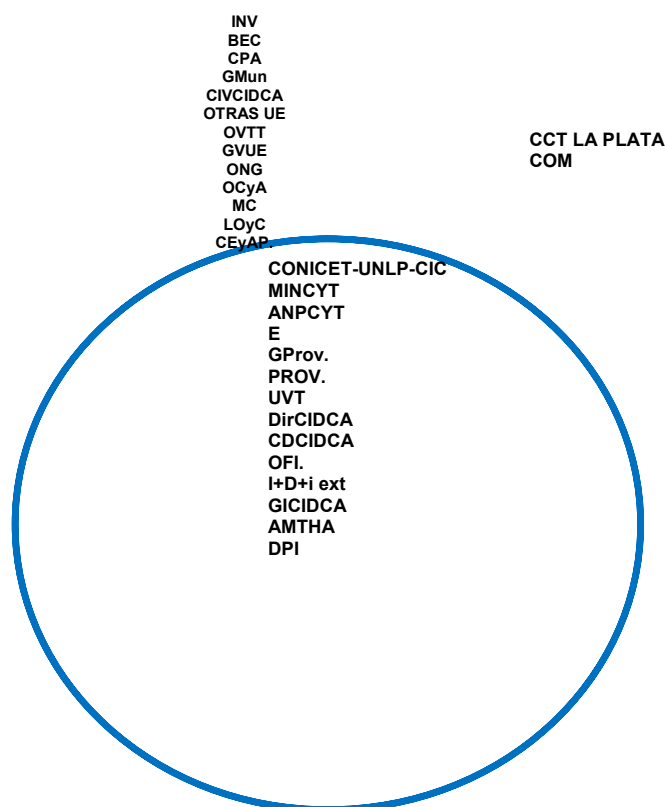 INV
BEC
CPA
GMun
CIVCIDCA
OTRAS UE
OVTT
GVUE
ONG
OCyA
MC
LOyC
CEyAP.
CCT LA PLATA
COM
CONICET-UNLP-CIC
MINCYT
ANPCYT
E
GProv.
PROV.
UVT
DirCIDCA
CDCIDCA
OFI.
I+D+i ext
GICIDCA
AMTHA
DPI